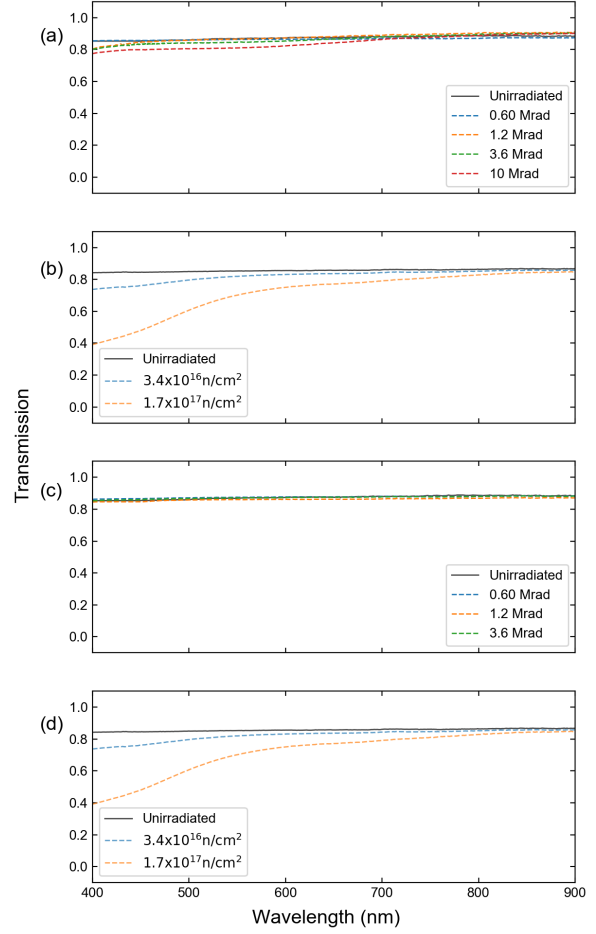 (a)
1.0
0.8
0.6
0.4
0.2
0.0
Unirradiated
0.60 Mrad
1.2 Mrad
3.6 Mrad
10 Mrad
(b)
1.0
0.8
0.6
0.4
0.2
0.0
Unirradiated
3.4x10¹⁶n/cm²
1.7x10¹⁷n/cm²
Transmission
(c)
1.0
0.8
0.6
0.4
0.2
0.0
Unirradiated
0.60 Mrad
1.2 Mrad
3.6 Mrad
(d)
1.0
0.8
0.6
0.4
0.2
0.0
Unirradiated
3.4x10¹⁶n/cm²
1.7x10¹⁷n/cm²
400 500 600 700 800 900
Wavelength (nm)